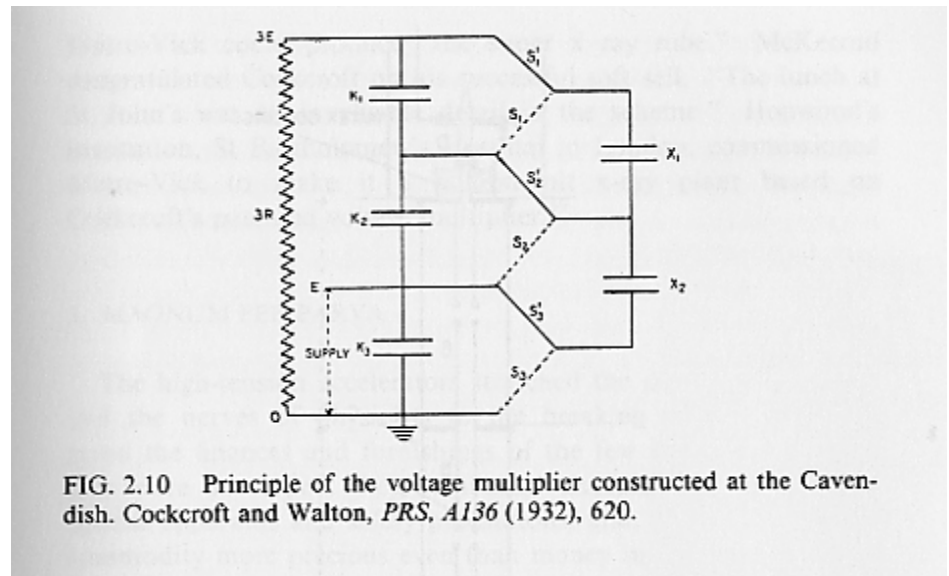 3E
S₁'
K₁
S₁
X₁
S₂'
3R
K₂
S₂
X₂
E
S₃'
SUPPLY K₃
S₃
O
FIG. 2.10 Principle of the voltage multiplier constructed at the Caven-
dish. Cockcroft and Walton, PRS, A136 (1932), 620.